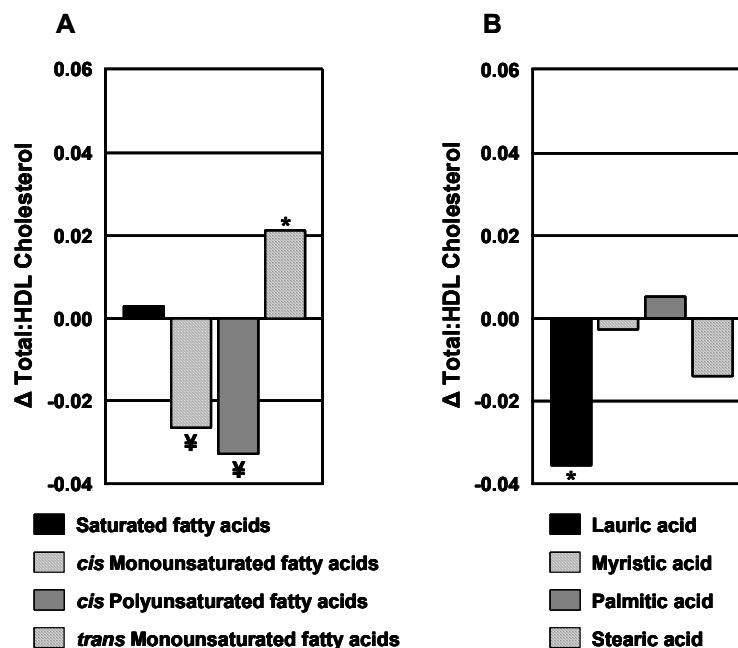 A
B
Δ Total:HDL Cholesterol
0.06
0.04
0.02
0.00
-0.02
-0.04
*
¥
¥
Δ Total:HDL Cholesterol
0.06
0.04
0.02
0.00
-0.02
-0.04
*
Saturated fatty acids
cis Monounsaturated fatty acids
cis Polyunsaturated fatty acids
trans Monounsaturated fatty acids
Lauric acid
Myristic acid
Palmitic acid
Stearic acid